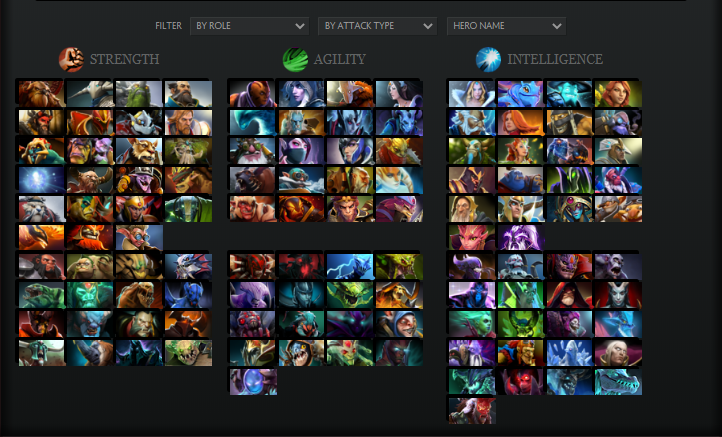 FILTER BY ROLE BY ATTACK TYPE HERO NAME
STRENGTH AGILITY INTELLIGENCE